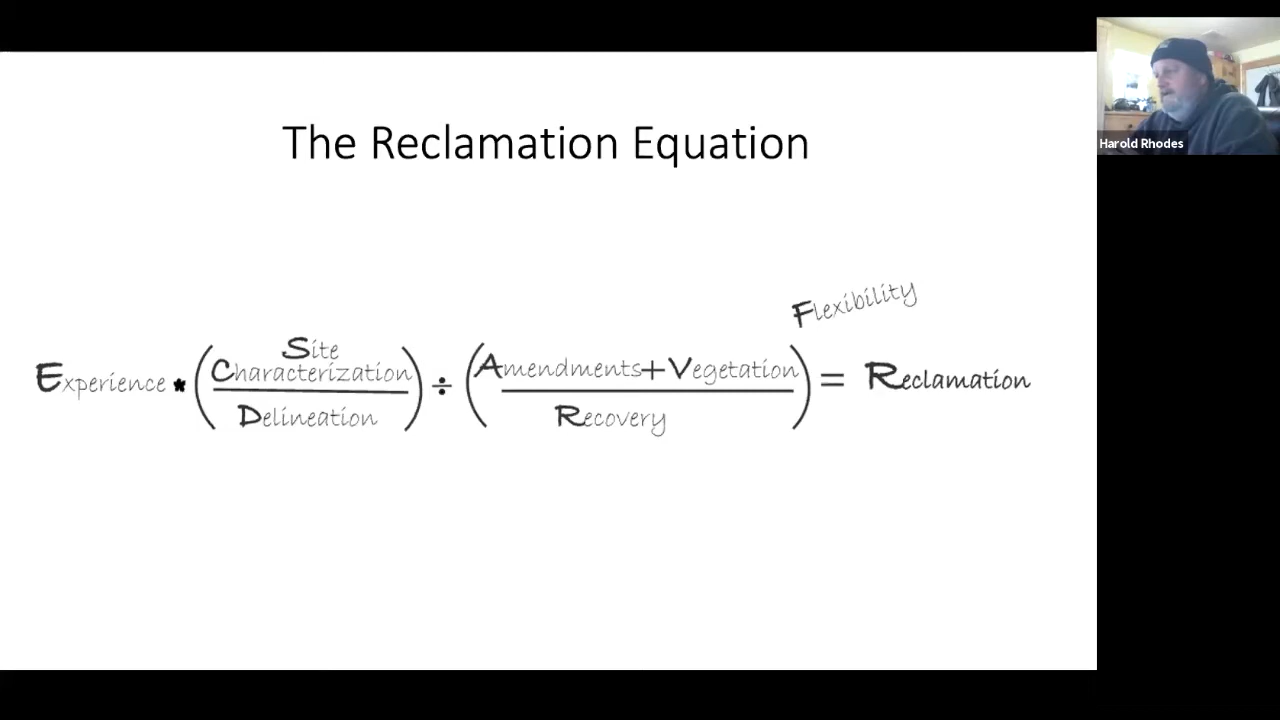 The Reclamation Equation
Harold Rhodes
Flexibility
Experience * (Site Characterization / Delineation) ÷ (Amendments+Vegetation / Recovery) = Reclamation